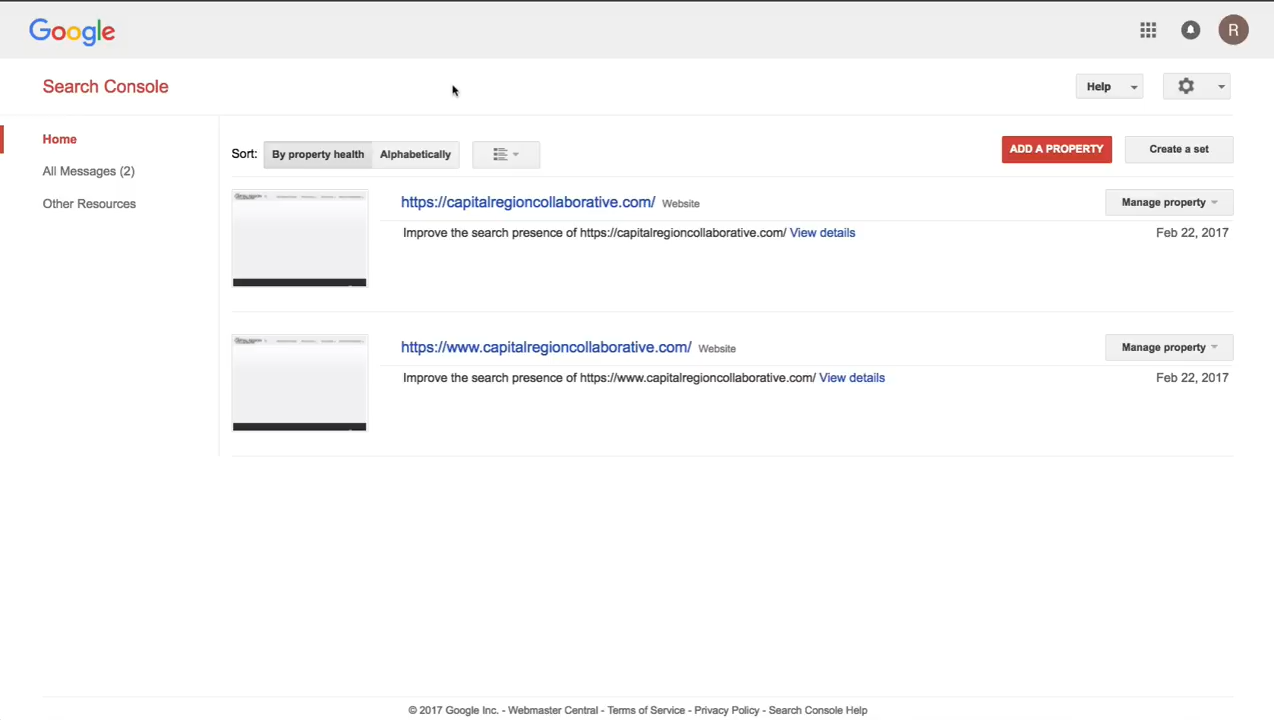 Google
R
Search Console
Help
Home
All Messages (2)
Other Resources
Sort: By property health Alphabetically
ADD A PROPERTY Create a set
https://capitalregioncollaborative.com/ Website
Manage property
Improve the search presence of https://capitalregioncollaborative.com/ View details
Feb 22, 2017
https://www.capitalregioncollaborative.com/ Website
Manage property
Improve the search presence of https://www.capitalregioncollaborative.com/ View details
Feb 22, 2017
© 2017 Google Inc. - Webmaster Central - Terms of Service - Privacy Policy - Search Console Help